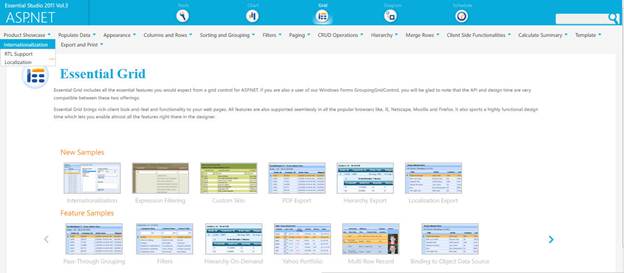 Essential Studio 2011 Vol.3
ASP.NET
Tools
Chart
Grid
Diagram
Schedule
Product Showcase
Populate Data
Appearance
Columns and Rows
Sorting and Grouping
Filters
Paging
CRUD Operations
Hierarchy
Merge Rows
Client Side Functionalities
Calculate Summary
Template
Internationalization
Export and Print
RTL Support
Localization
Essential Grid
Essential Grid includes all the essential features you would expect from a grid control for ASP.NET. If you are also a user of our Windows Forms GroupingGridControl, you will be glad to note that the API and design time are very
compatible between these two offerings.
Essential Grid brings rich-client look and feel and functionality to your web pages. All features are also supported seamlessly in all the popular browsers like, IE, Netscape, Mozilla and Firefox. It also sports a highly functional design
time which lets you enable almost all the features right there in the designer.
New Samples
Internationalization
Expression Filtering
Custom Skin
PDF Export
Hierarchy Export
Localization Export
Feature Samples
Pass-Through Grouping
Filters
Hierarchy On-Demand
Yahoo Portfolio
Multi Row Record
Binding to Object Data Source